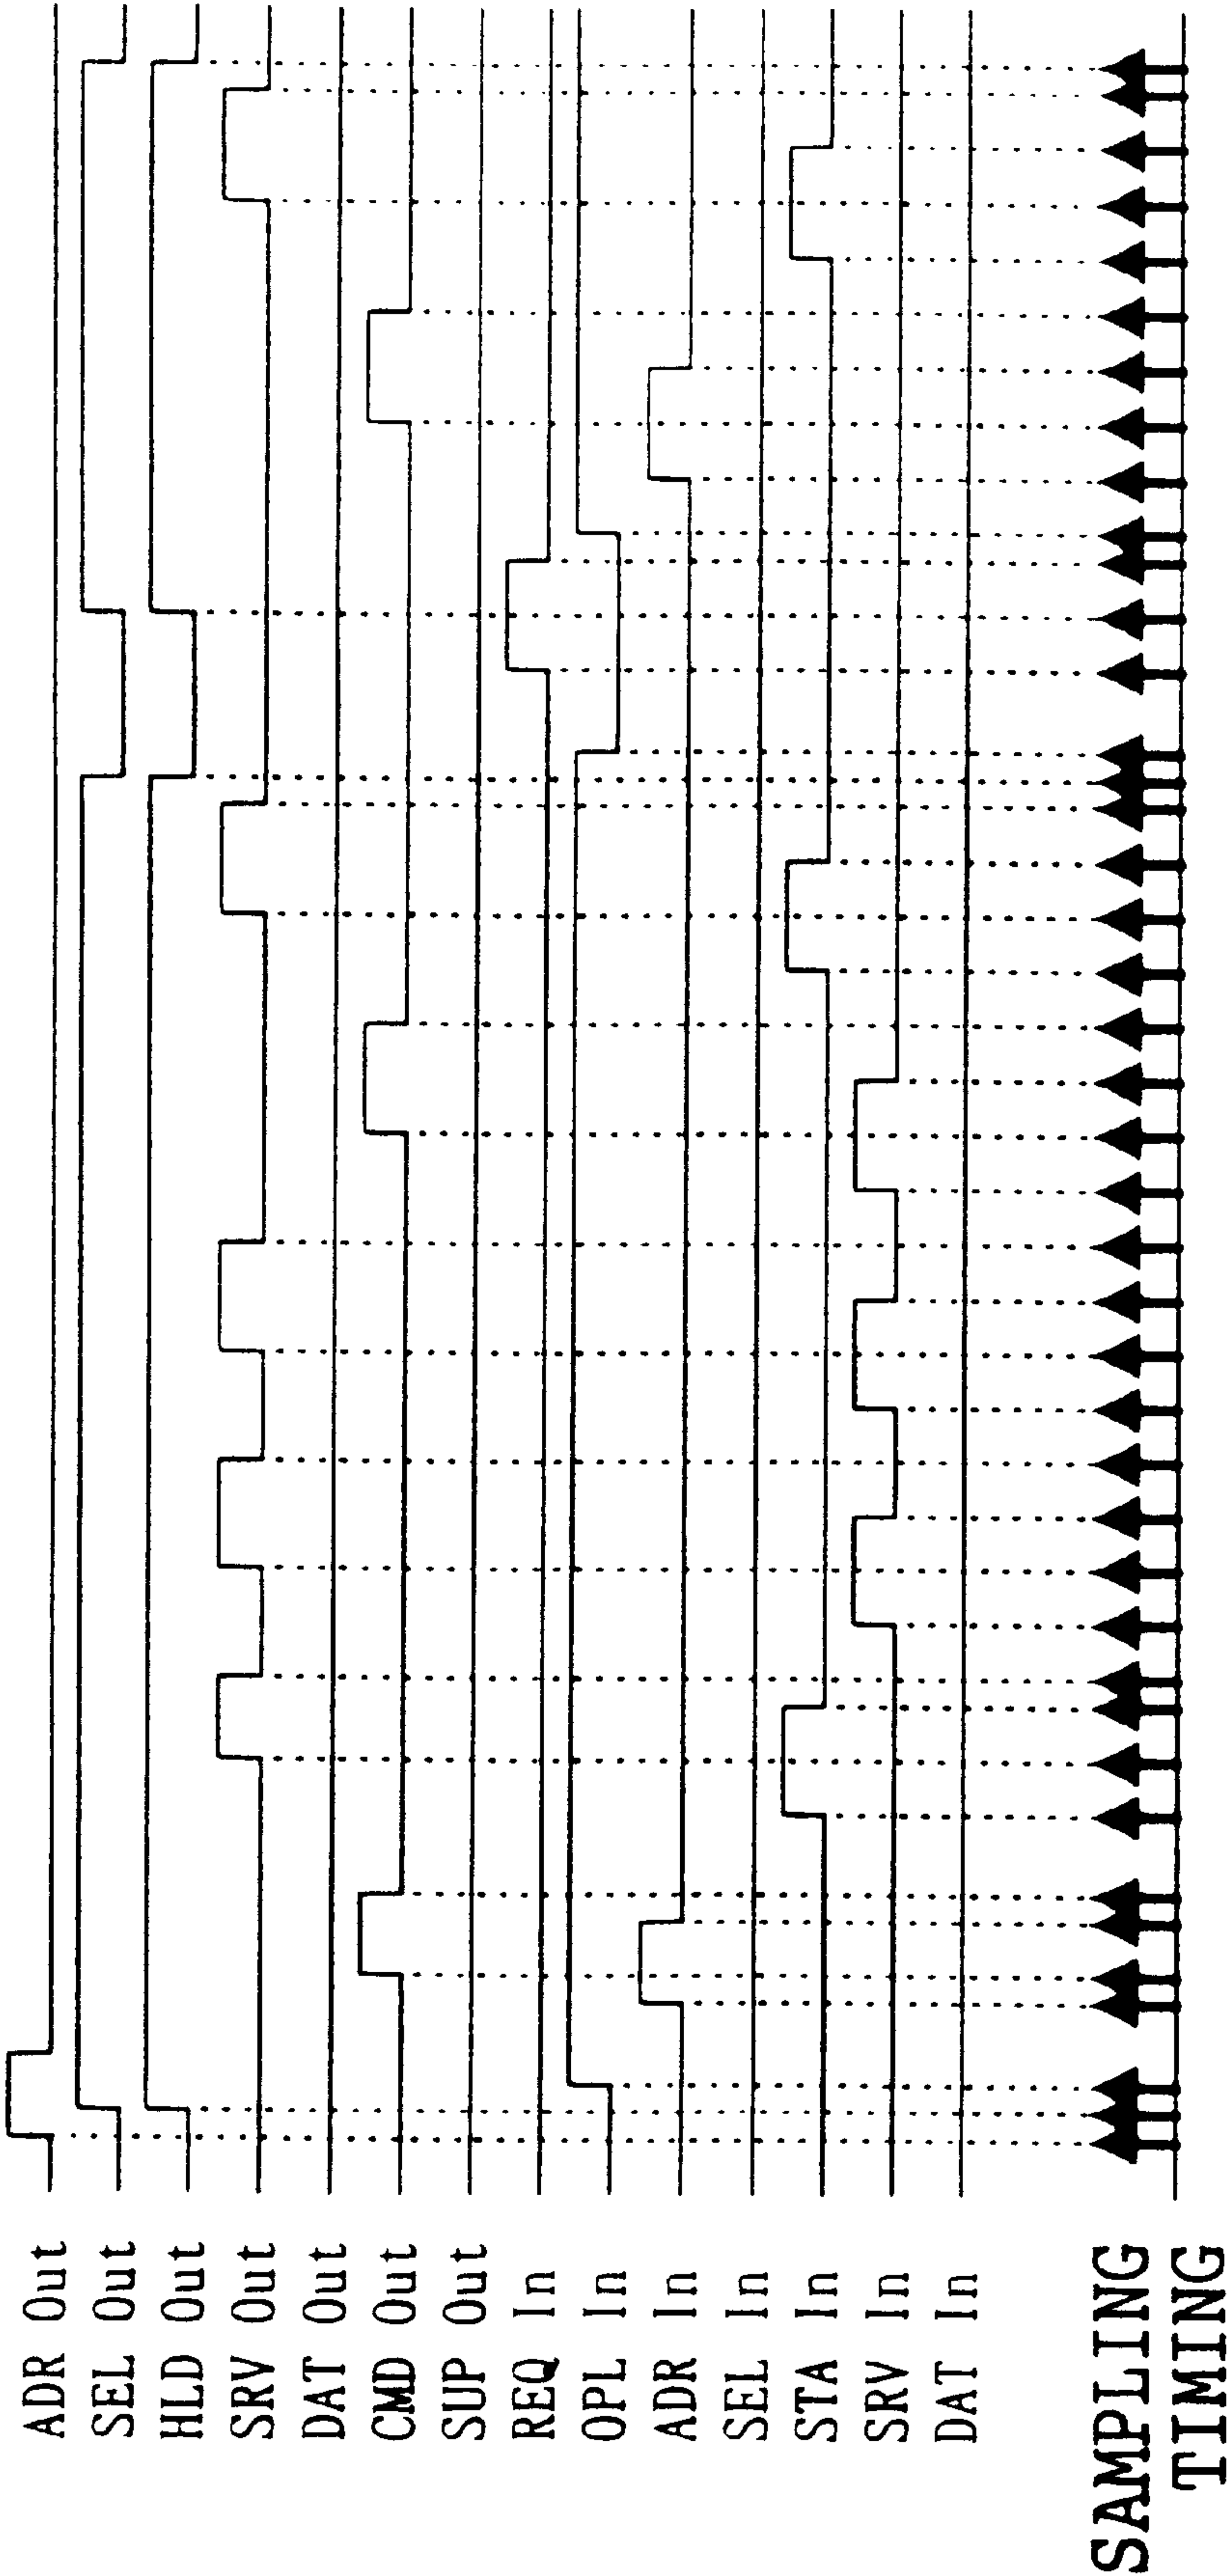 ADR Out
SEL Out
HLD Out
SRV Out
DAT Out
CMD Out
SUP Out
REQ In
OPL In
ADR In
SEL In
STA In
SRV In
DAT In
SAMPLING
TIMING